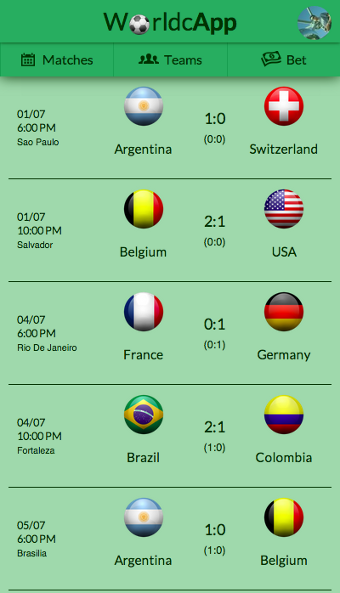 WorldcApp
Matches Teams Bet
01/07
6:00 PM
Sao Paulo
Argentina
1:0
(0:0)
Switzerland
01/07
10:00 PM
Salvador
Belgium
2:1
(0:0)
USA
04/07
6:00 PM
Rio De Janeiro
France
0:1
(0:1)
Germany
04/07
10:00 PM
Fortaleza
Brazil
2:1
(1:0)
Colombia
05/07
6:00 PM
Brasilia
Argentina
1:0
(1:0)
Belgium